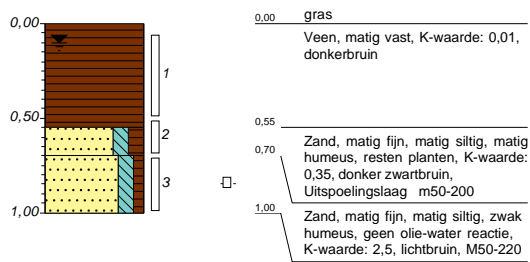 0,00
0,50
1,00
1
2
3
0,00
gras
Veen, matig vast, K-waarde: 0,01,
donkerbruin
0,55
Zand, matig fijn, matig siltig, matig
humeus, resten planten, K-waarde:
0,35, donker zwartbruin,
Uitspoelingslaag m50-200
0,70
1,00
Zand, matig fijn, matig siltig, zwak
humeus, geen olie-water reactie,
K-waarde: 2,5, lichtbruin, M50-220